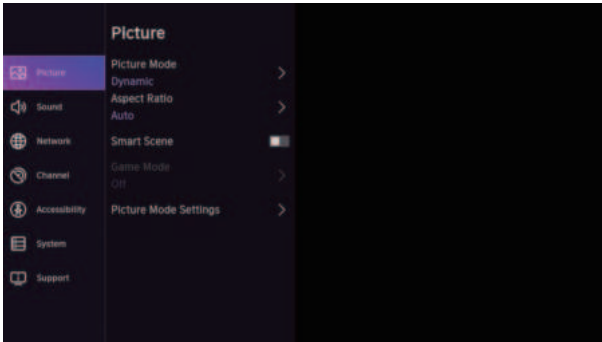 Picture
Picture
Picture Mode
Dynamic
Sound
Aspect Ratio
Auto
Network
Smart Scene
Channel
Game Mode
Off
Accessibility
Picture Mode Settings
System
Support